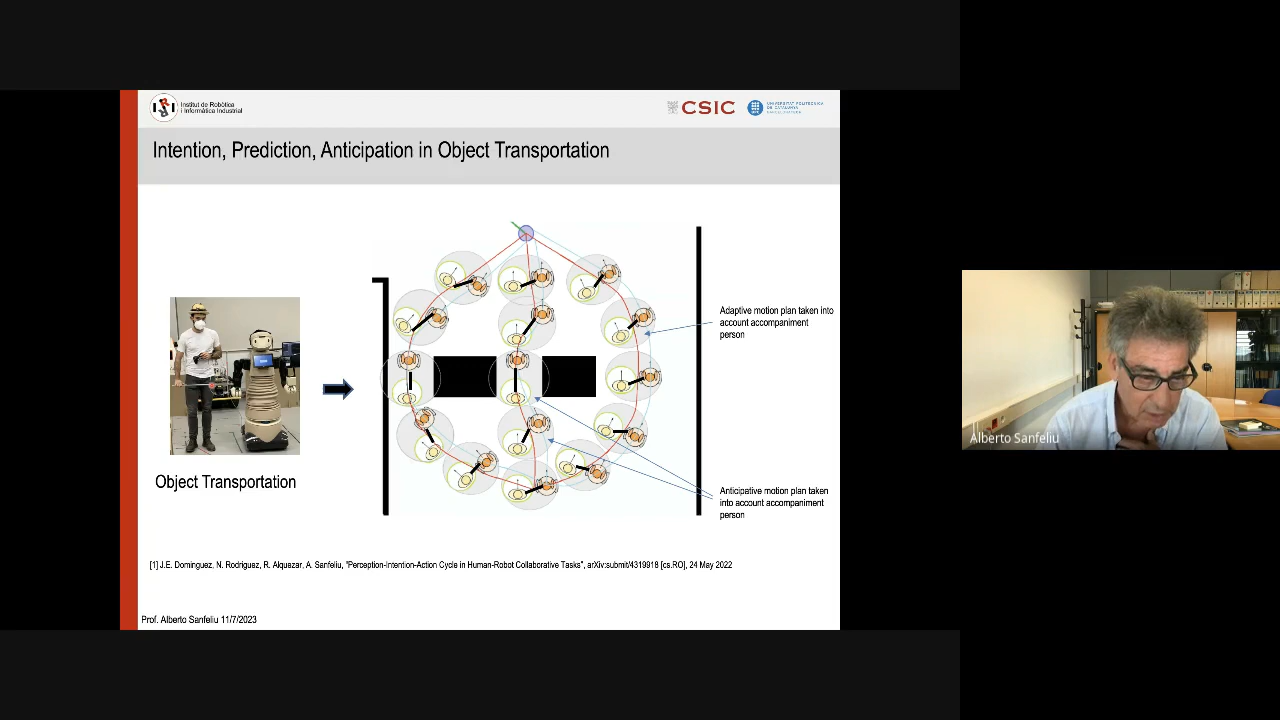 Institut de Robòtica
i Informàtica Industrial
CSIC
UNIVERSITAT POLITÈCNICA
DE CATALUNYA
BARCELONATECH
Intention, Prediction, Anticipation in Object Transportation
Adaptive motion plan taken into
account accompaniment
person
Object Transportation
Anticipative motion plan taken
into account accompaniment
person
[1] J.E. Dominguez, N. Rodriguez, R. Alquezar, A. Sanfeliu, "Perception-Intention-Action Cycle in Human-Robot Collaborative Tasks", arXiv:submit/4319918 [cs.RO], 24 May 2022
Prof. Alberto Sanfeliu 11/7/2023
Alberto Sanfeliu